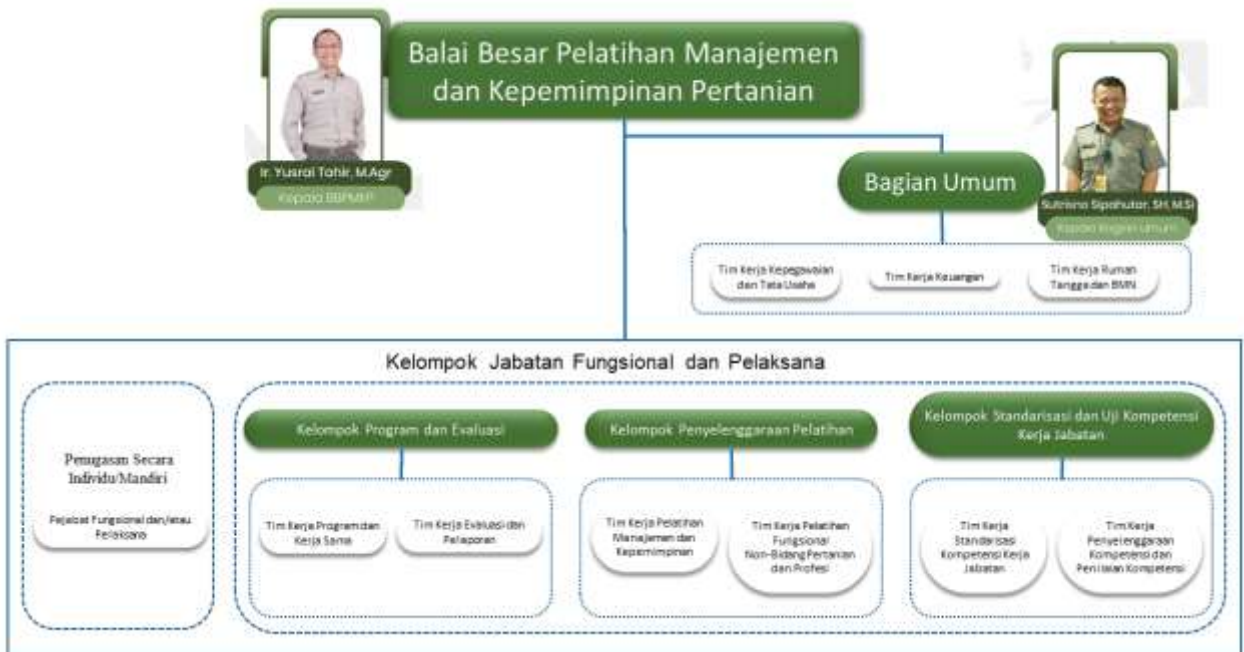 Balai Besar Pelatihan Manajemen
dan Kepemimpinan Pertanian
Ir. Yusral Tahir, M.Agr
Kepala BBPMKP
Bagian Umum
Sutrisno Sipahutar, SH, M.Si
Kepala Bagian Umum
Tim Kerja Kepegawaian
dan Tata Usaha
Tim Kerja Keuangan
Tim Kerja Rumah
Tangga dan BMN
Kelompok Jabatan Fungsional dan Pelaksana
Penugasan Secara
Individu/Mandiri
Pejabat Fungsional dan/atau
Pelaksana
Kelompok Program dan Evaluasi
Tim Kerja Program dan
Kerja Sama
Tim Kerja Evaluasi dan
Pelaporan
Kelompok Penyelenggaraan Pelatihan
Tim Kerja Pelatihan
Manajemen dan
Kepemimpinan
Tim Kerja Pelatihan
Fungsional
Non-Bidang Pertanian
dan Profesi
Kelompok Standarisasi dan Uji Kompetensi
Kerja Jabatan
Tim Kerja
Standarisasi
Kompetensi Kerja
Jabatan
Tim Kerja
Penyelenggaraan
Kompetensi dan
Penilaian Kompetensi